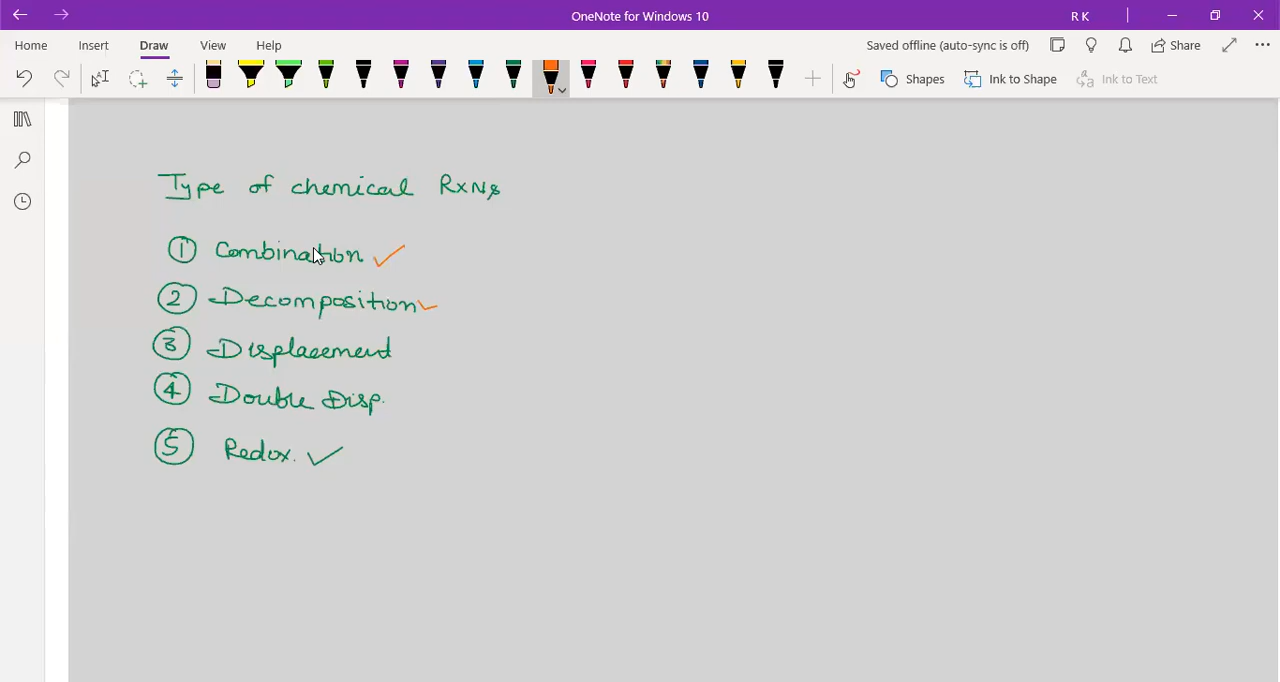 OneNote for Windows 10
R K
Home Insert Draw View Help
Saved offline (auto-sync is off) Share
Shapes Ink to Shape Ink to Text
Type of chemical RxNs
① Combination ✓
② Decomposition ✓
③ Displacement
④ Double Disp.
⑤ Redox. ✓